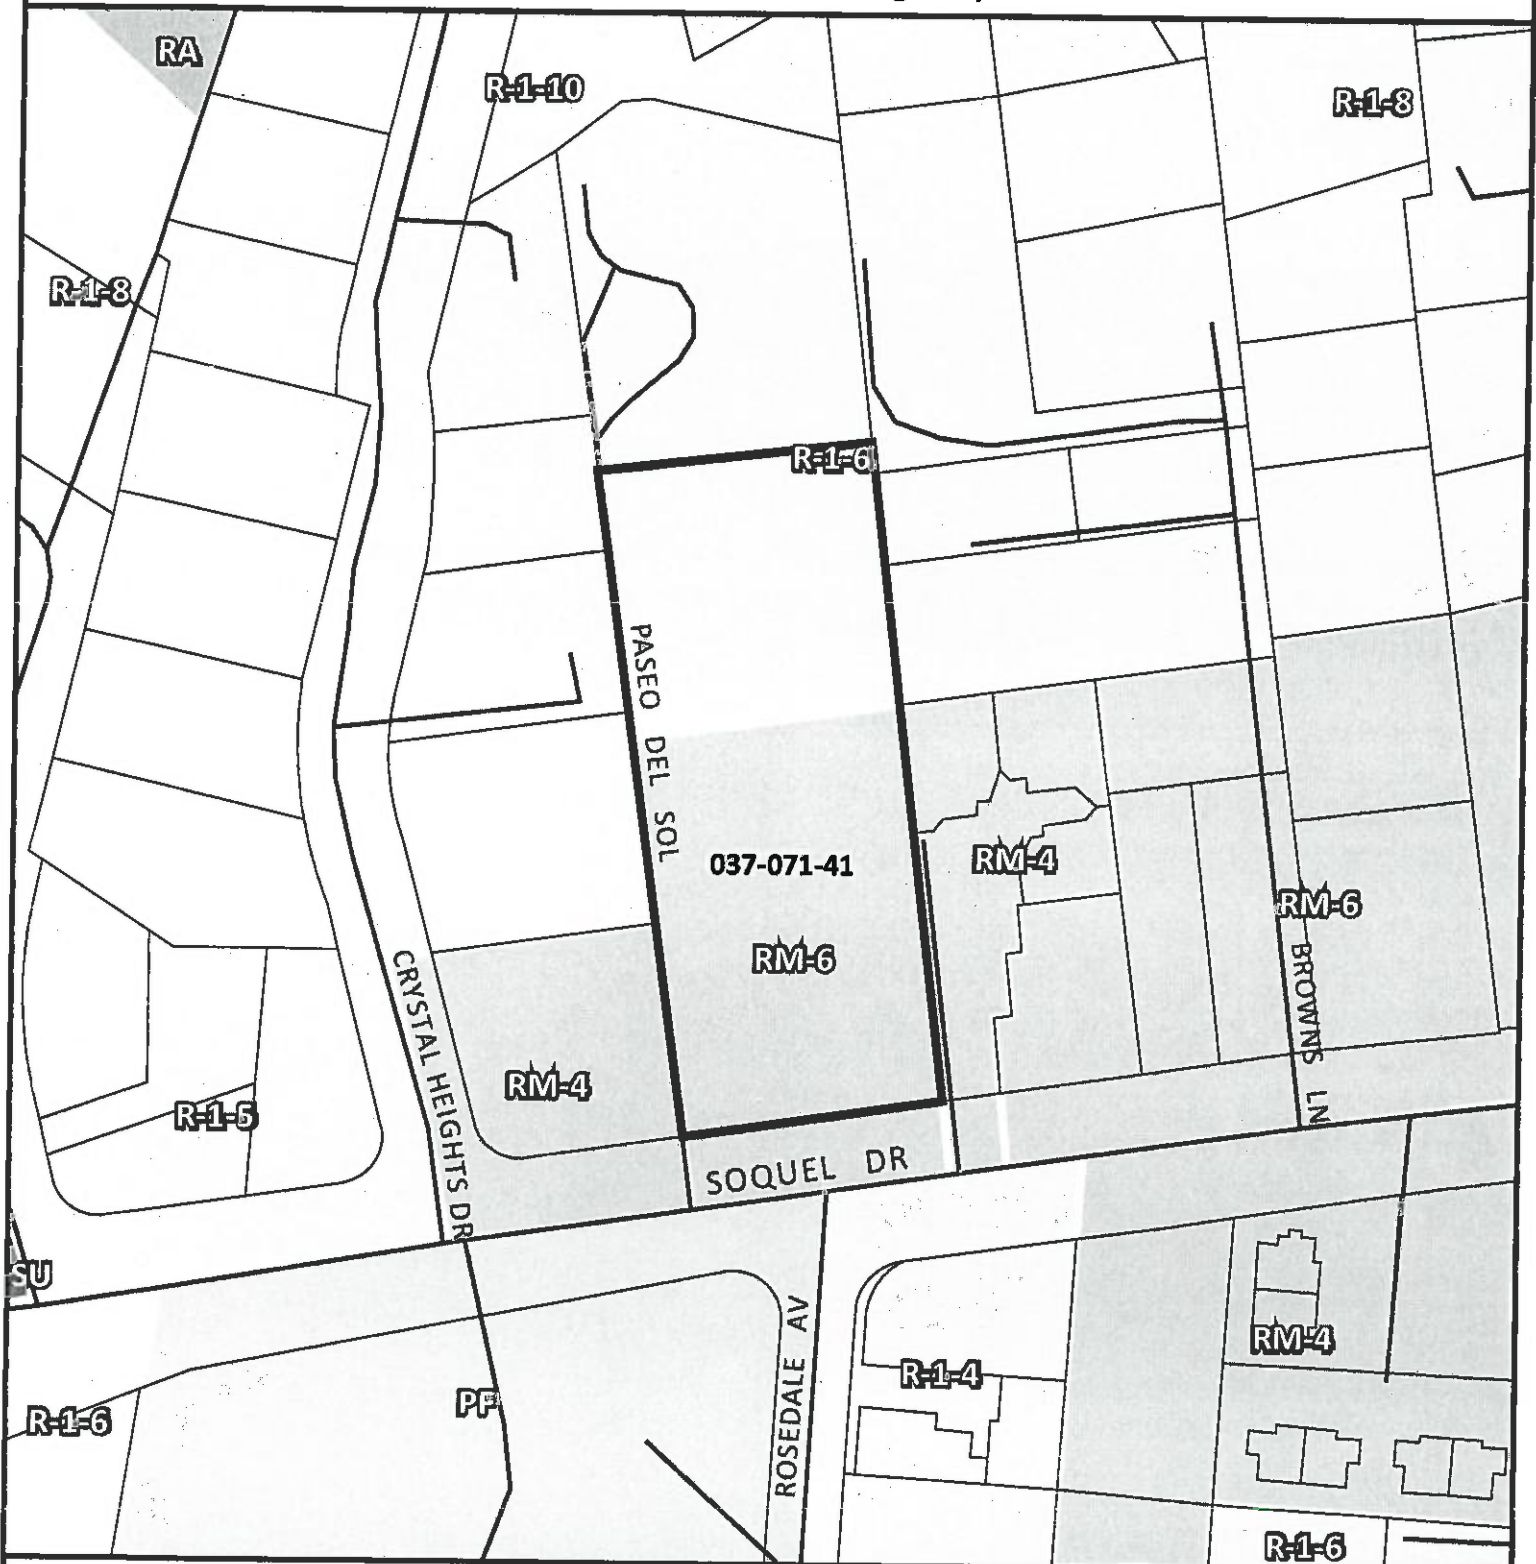 RA
R-1-10
R-1-8
R-1-8
R-1-6
PASEO DEL SOL
037-071-41
RM-4
RM-6
RM-6
BROWNS LN
CRYSTAL HEIGHTS DR
RM-4
R-1-5
SOQUEL DR
SU
ROSEDALE AV
RM-4
R-1-4
PF
R-1-6
R-1-6